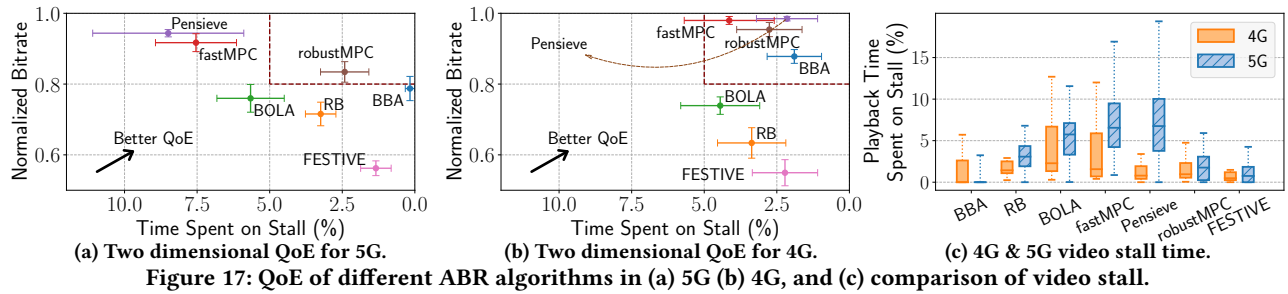 Normalized Bitrate
1.0
0.8
0.6
Pensieve
fastMPC
robustMPC
BBA
BOLA
RB
Better QoE
FESTIVE
10.0 7.5 5.0 2.5 0.0
Time Spent on Stall (%)
(a) Two dimensional QoE for 5G.
Normalized Bitrate
1.0
0.8
0.6
fastMPC
robustMPC
Pensieve
BBA
BOLA
RB
Better QoE
FESTIVE
10.0 7.5 5.0 2.5 0.0
Time Spent on Stall (%)
(b) Two dimensional QoE for 4G.
Playback Time
Spent on Stall (%)
15
10
5
0
4G
5G
BBA RB BOLA fastMPC Pensieve robustMPC FESTIVE
(c) 4G & 5G video stall time.
Figure 17: QoE of different ABR algorithms in (a) 5G (b) 4G, and (c) comparison of video stall.